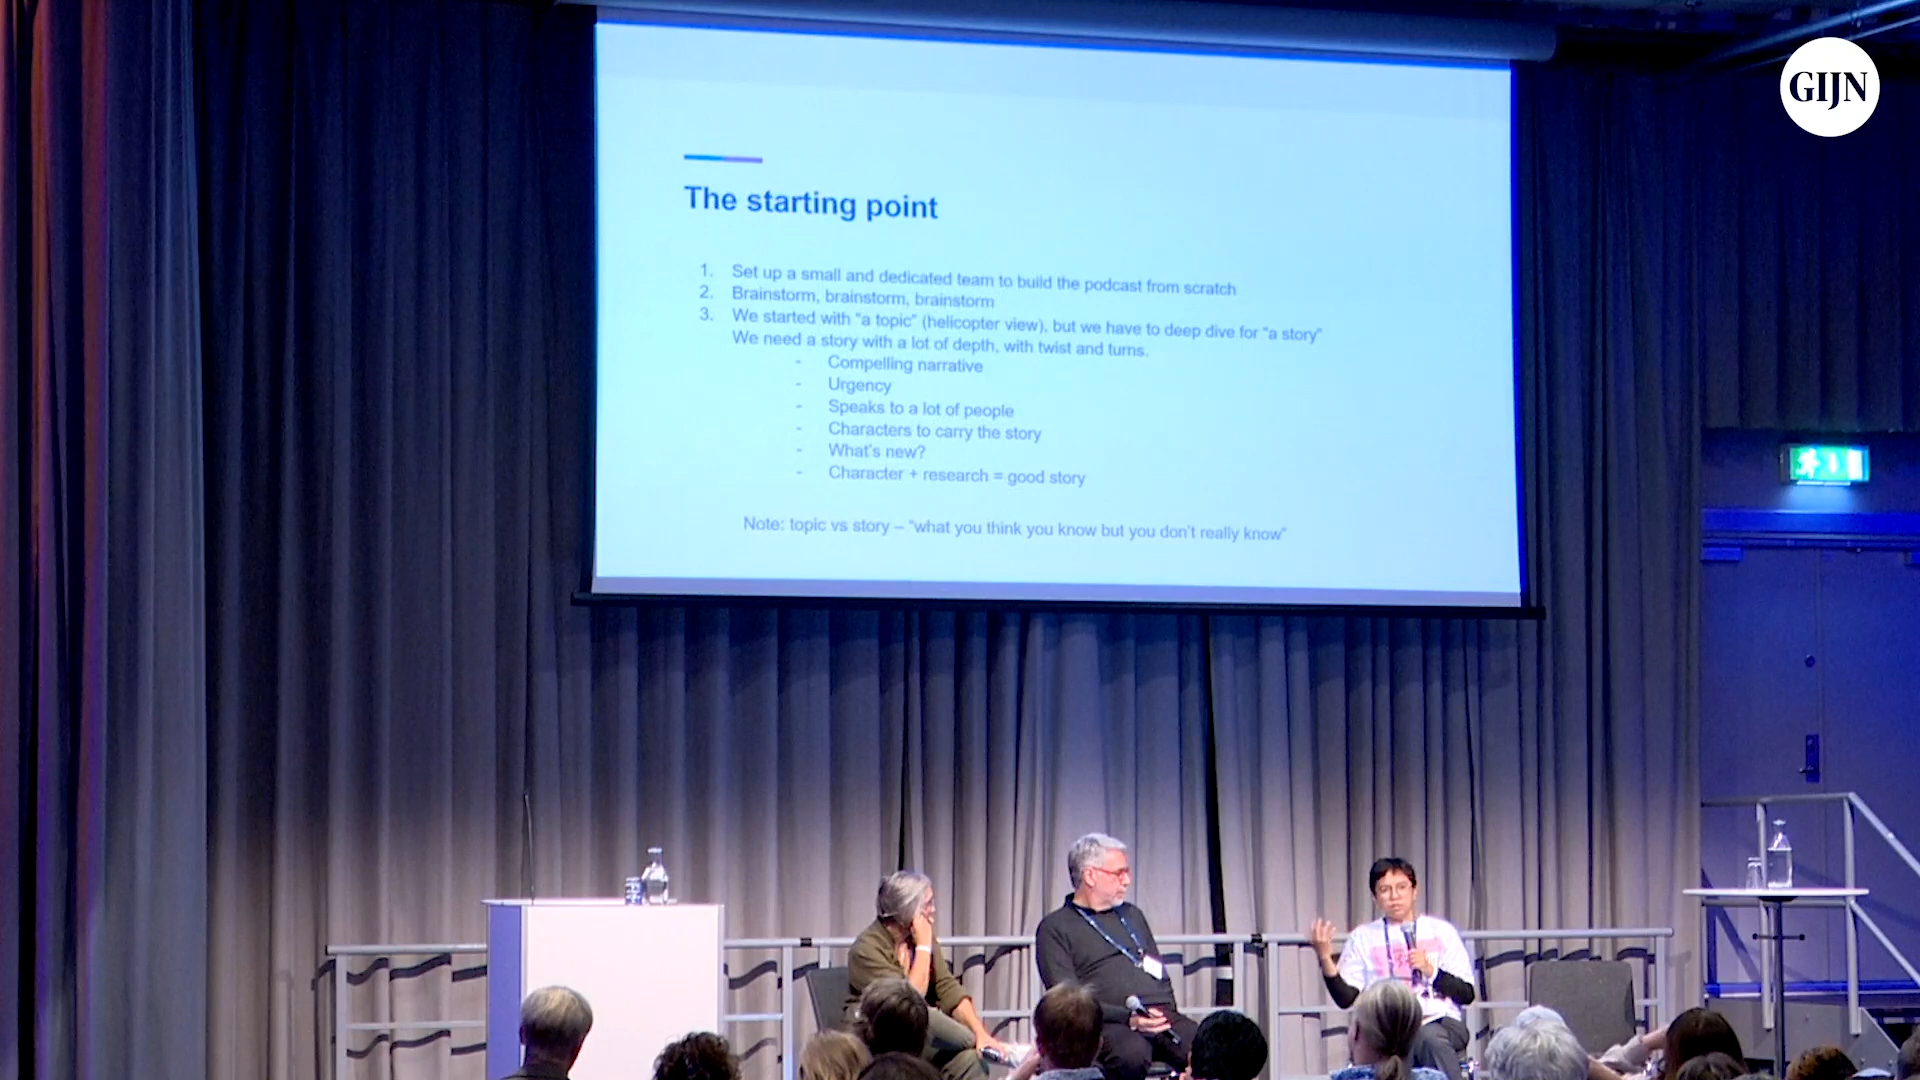 GIJN
The starting point
1. Set up a small and dedicated team to build the podcast from scratch
2. Brainstorm, brainstorm, brainstorm
3. We started with "a topic" (helicopter view), but we have to deep dive for "a story"
We need a story with a lot of depth, with twist and turns.
- Compelling narrative
- Urgency
- Speaks to a lot of people
- Characters to carry the story
- What's new?
- Character + research = good story
Note: topic vs story – "what you think you know but you don't really know"